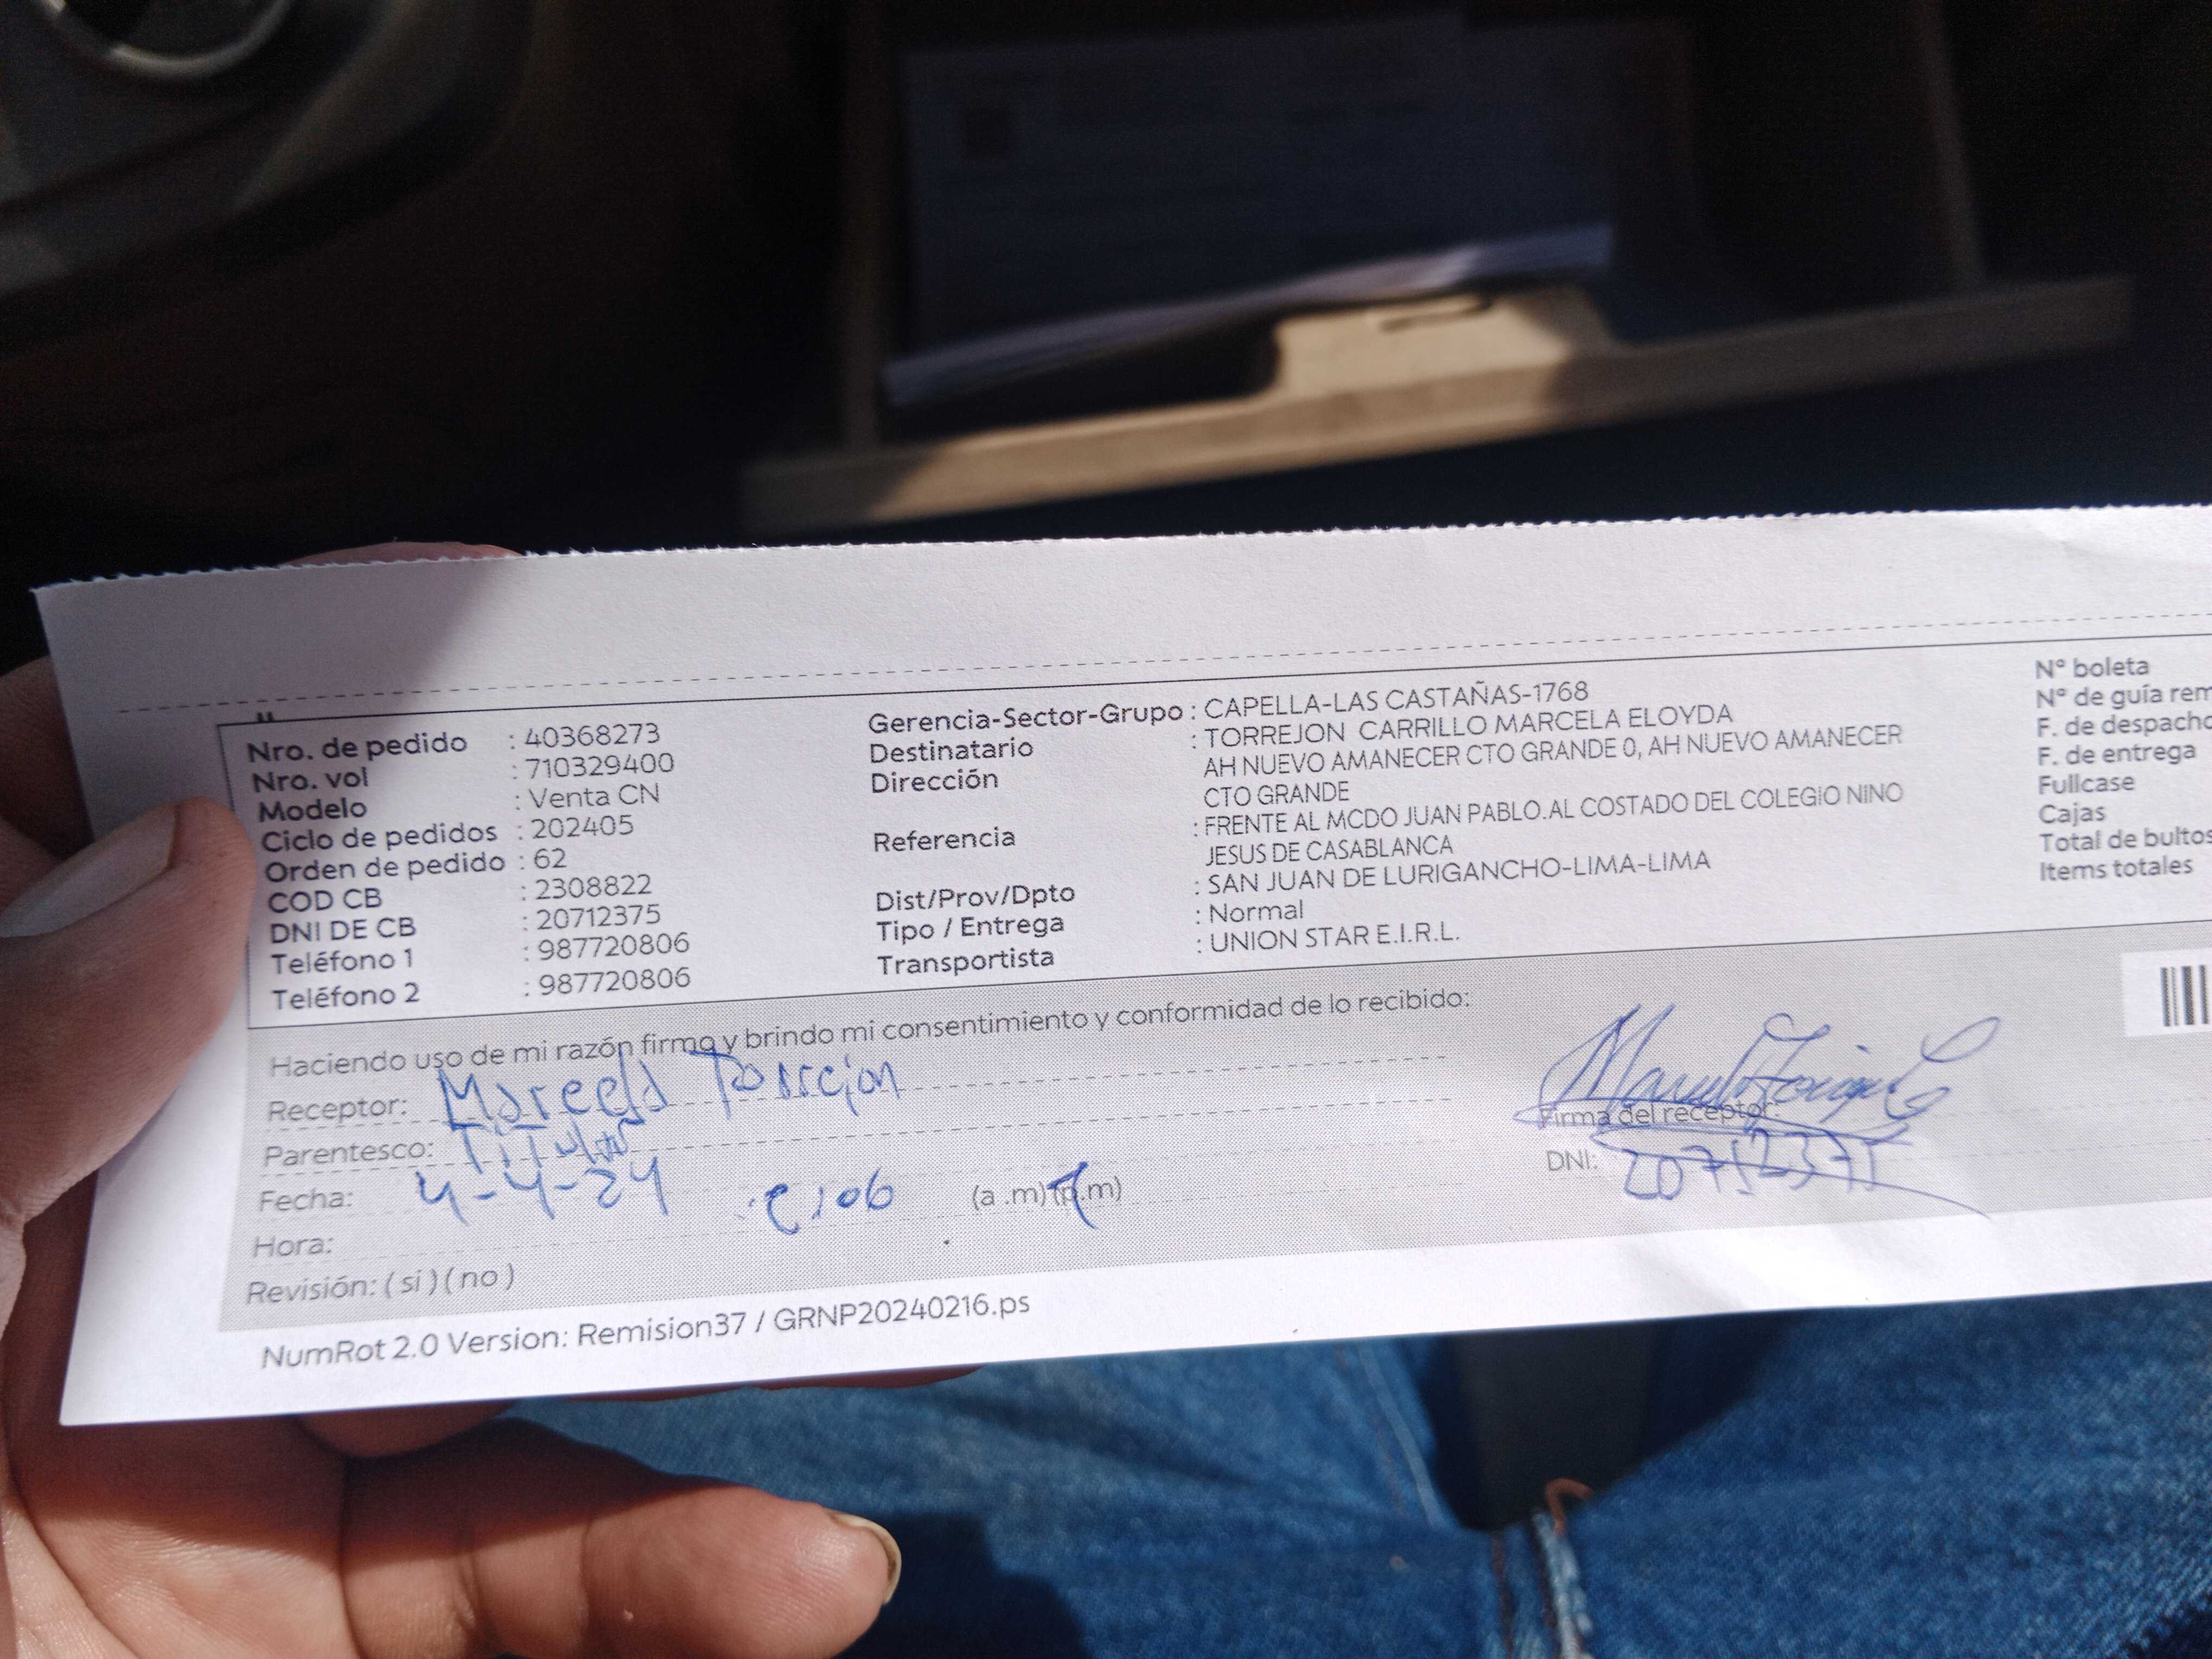 Nro. de pedido : 40368273
Nro. vol : 710329400
Modelo : Venta CN
Ciclo de pedidos : 202405
Orden de pedido : 62
COD CB : 2308822
DNI DE CB : 20712375
Teléfono 1 : 987720806
Teléfono 2 : 987720806
Gerencia-Sector-Grupo : CAPELLA-LAS CASTAÑAS-1768
Destinatario : TORREJON CARRILLO MARCELA ELOYDA
Dirección : AH NUEVO AMANECER CTO GRANDE 0, AH NUEVO AMANECER
CTO GRANDE
Referencia : FRENTE AL MCDO JUAN PABLO.AL COSTADO DEL COLEGIO NINO
JESUS DE CASABLANCA
Dist/Prov/Dpto : SAN JUAN DE LURIGANCHO-LIMA-LIMA
Tipo / Entrega : Normal
Transportista : UNION STAR E.I.R.L.
Nº boleta
Nº de guía rem
F. de despacho
F. de entrega
Fullcase
Cajas
Total de bultos
Items totales
Haciendo uso de mi razón firmo y brindo mi consentimiento y conformidad de lo recibido:
Receptor: Marcela Torrejon
Parentesco: Titular
Fecha: 4-4-24 (a .m) (p.m)
Hora:
Revisión: ( sí ) ( no )
Firma del receptor:
DNI: 20712375
NumRot 2.0 Version: Remision37 / GRNP20240216.ps